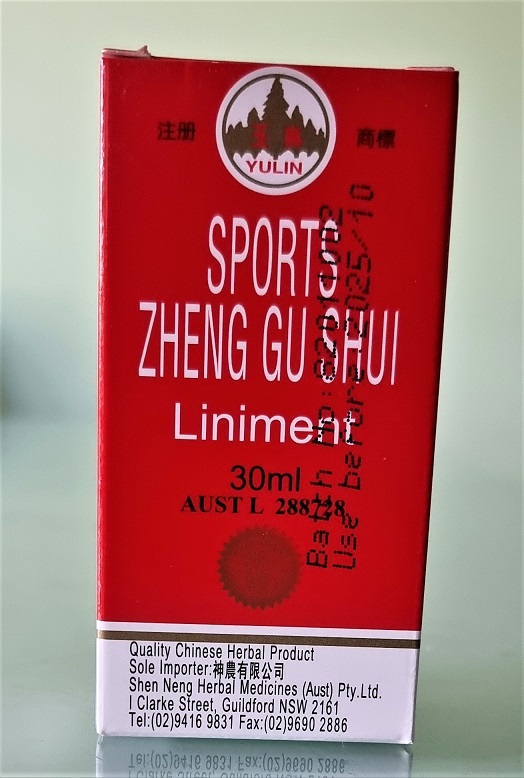 注册
YULIN
商標
SPORTS
ZHENG GU SHUI
Liniment
30ml
AUST L 288728
Use before:2025/10
Quality Chinese Herbal Product
Sole Importer:神農有限公司
Shen Neng Herbal Medicines (Aust) Pty.Ltd.
I Clarke Street, Guildford NSW 2161
Tel:(02)9416 9831 Fax:(02)9690 2886